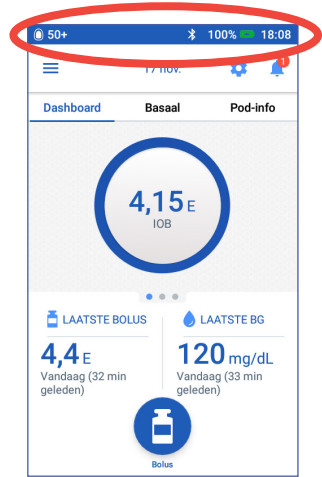 50+ 100% 18:08
17 nov. 1
Dashboard Basaal Pod-info
4,15 E
IOB
LAATSTE BOLUS LAATSTE BG
4,4 E 120 mg/dL
Vandaag (32 min Vandaag (33 min
geleden) geleden)
Bolus